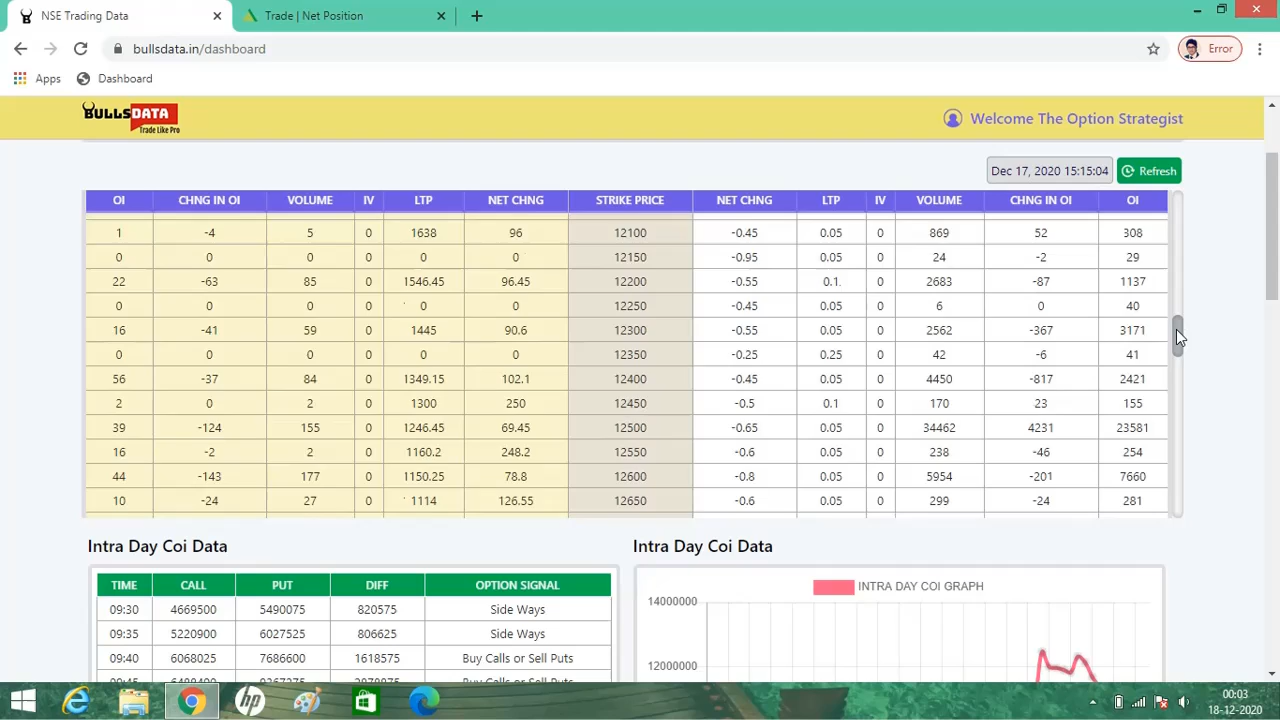 NSE Trading Data
Trade | Net Position
bullsdata.in/dashboard
Error
Apps
Dashboard
BULLSDATA
Trade Like Pro
Welcome The Option Strategist
Dec 17, 2020 15:15:04
Refresh
OI CHNG IN OI VOLUME IV LTP NET CHNG STRIKE PRICE NET CHNG LTP IV VOLUME CHNG IN OI OI
1 -4 5 0 1638 96 12100 -0.45 0.05 0 869 52 308
0 0 0 0 0 0 12150 -0.95 0.05 0 24 -2 29
22 -63 85 0 1546.45 96.45 12200 -0.55 0.1 0 2683 -87 1137
0 0 0 0 0 0 12250 -0.45 0.05 0 6 0 40
16 -41 59 0 1445 90.6 12300 -0.55 0.05 0 2562 -367 3171
0 0 0 0 0 0 12350 -0.25 0.25 0 42 -6 41
56 -37 84 0 1349.15 102.1 12400 -0.45 0.05 0 4450 -817 2421
2 0 2 0 1300 250 12450 -0.5 0.1 0 170 23 155
39 -124 155 0 1246.45 69.45 12500 -0.65 0.05 0 34462 4231 23581
16 -2 2 0 1160.2 248.2 12550 -0.6 0.05 0 238 -46 254
44 -143 177 0 1150.25 78.8 12600 -0.8 0.05 0 5954 -201 7660
10 -24 27 0 1114 126.55 12650 -0.6 0.05 0 299 -24 281
Intra Day Coi Data
TIME CALL PUT DIFF OPTION SIGNAL
09:30 4669500 5490075 820575 Side Ways
09:35 5220900 6027525 806625 Side Ways
09:40 6068025 7686600 1618575 Buy Calls or Sell Puts
Intra Day Coi Data
INTRA DAY COI GRAPH
14000000
12000000
hp
00:03
18-12-2020